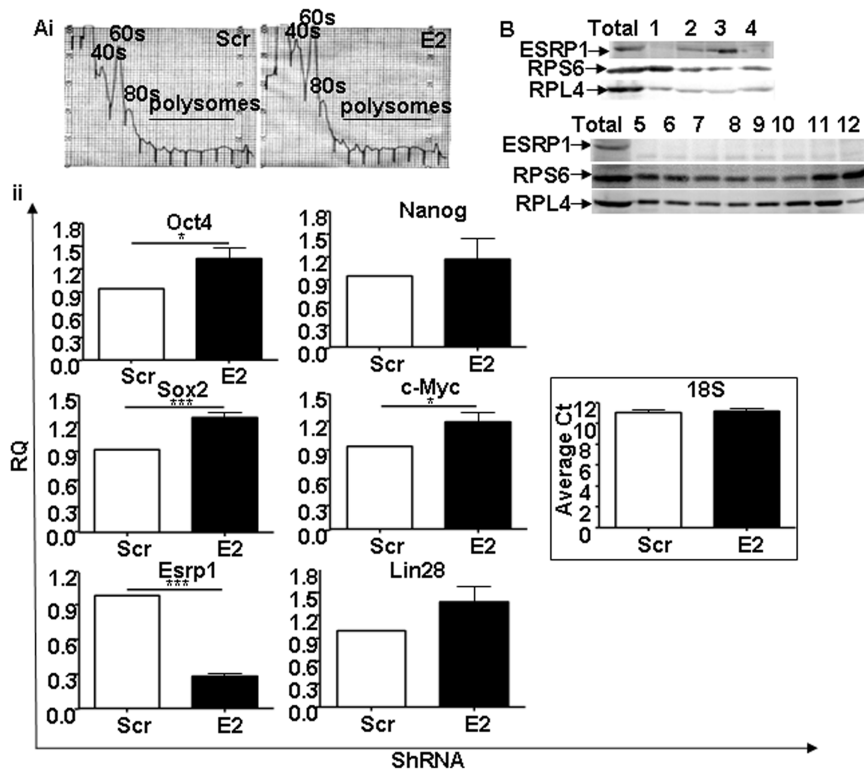 Ai
Scr
60s
40s
80s
polysomes
E2
60s
40s
80s
polysomes
B
Total 1 2 3 4
ESRP1
RPS6
RPL4
Total 5 6 7 8 9 10 11 12
ESRP1
RPS6
RPL4
ii
RQ
Oct4
*
1.8
1.5
1.2
0.9
0.6
0.3
0.0
Scr E2
Nanog
1.8
1.5
1.2
0.9
0.6
0.3
0.0
Scr E2
Sox2
***
1.5
1.2
0.9
0.6
0.3
0.0
Scr E2
c-Myc
*
1.5
1.2
0.9
0.6
0.3
0.0
Scr E2
18S
Average Ct
12
10
8
6
4
2
0
Scr E2
Esrp1
***
1.2
0.9
0.6
0.3
0.0
Scr E2
Lin28
1.8
1.5
1.2
0.9
0.6
0.3
0.0
Scr E2
ShRNA